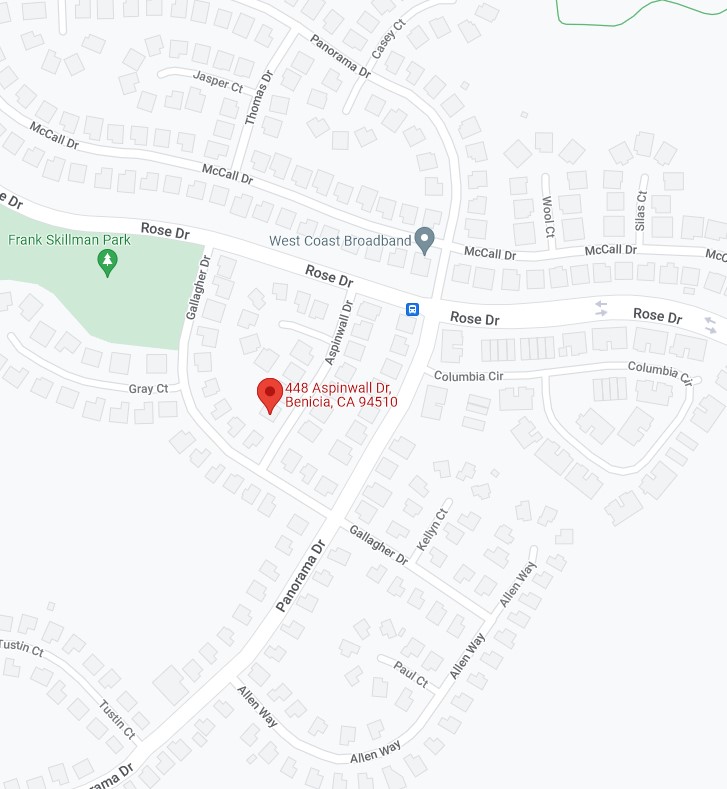 Casey Ct
Panorama Dr
Jasper Ct
Thomas Dr
McCall Dr
McCall Dr
Wool Ct
Silas Ct
e Dr
Rose Dr
Frank Skillman Park
West Coast Broadband
McCall Dr
McCall Dr
McC
Gallagher Dr
Rose Dr
Rose Dr
Rose Dr
Aspinwall Dr
Columbia Cir
Columbia Cir
Gray Ct
448 Aspinwall Dr,
Benicia, CA 94510
Kellyn Ct
Gallagher Dr
Panorama Dr
Allen Way
Tustin Ct
Allen Way
Paul Ct
Allen Way
Tustin Ct
Allen Way
rama Dr